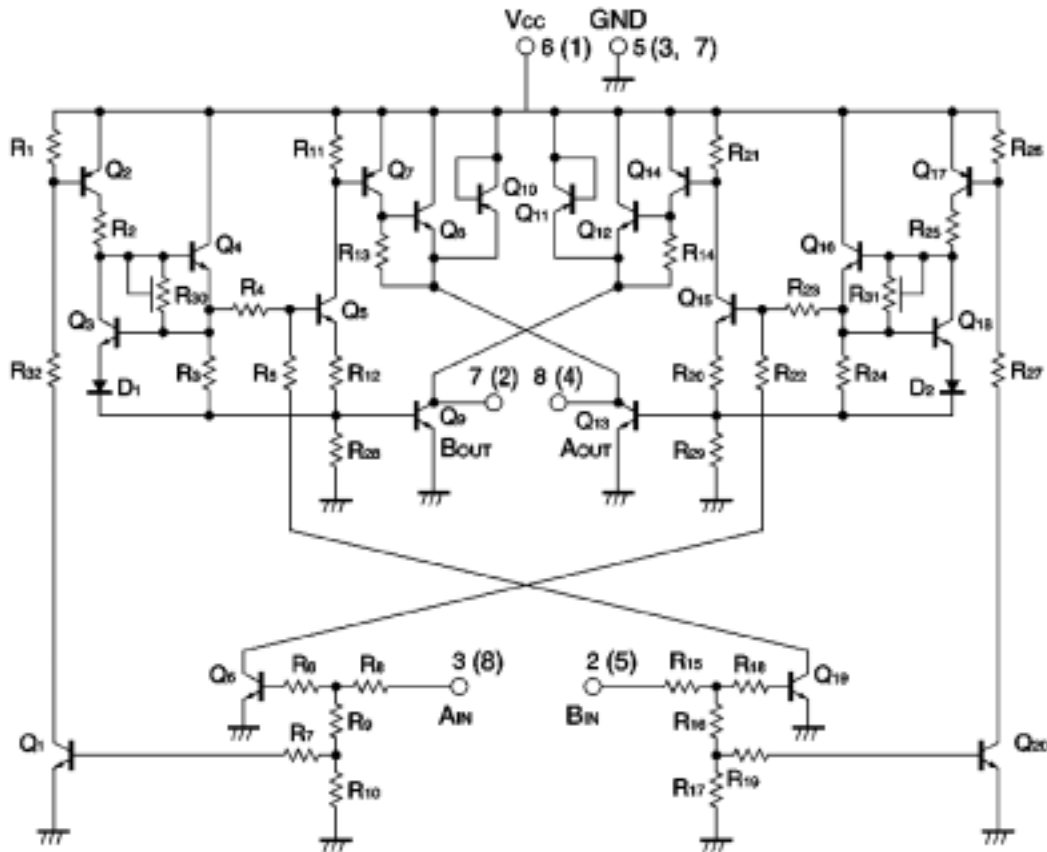 Vcc GND
6 (1) 5 (3, 7)
R1 Q2 R11 Q7 Q10 Q14 R21 Q17 R26
Q11
R2 Q4 Q8 Q12 Q16 R25
R13 R14
R30 R4 Q5 Q15 R23 R31
Q3 Q18
R32 D1 R3 R5 R12 7 (2) 8 (4) R20 R22 R24 D2 R27
Q9 Q13
R28 BOUT AOUT R29
Q6 R6 R8 3 (8) 2 (5) R15 R18 Q19
R9 AIN BIN R16
Q1 R7 Q20
R10 R17 R19